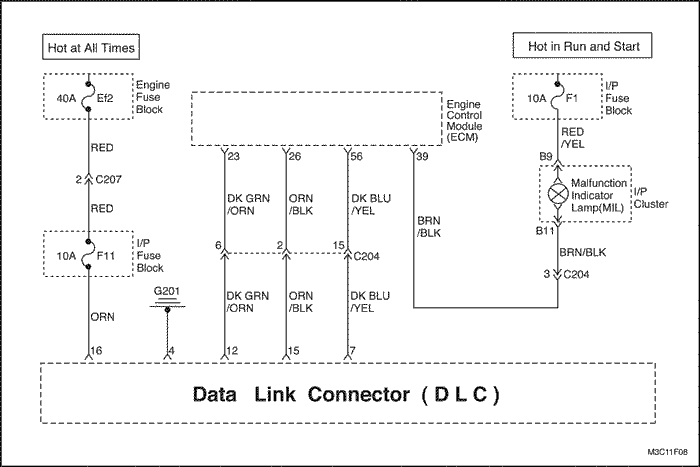 Hot at All Times
Hot in Run and Start
40A Ef2
Engine
Fuse
Block
10A F1
I/P
Fuse
Block
Engine
Control
Module
(ECM)
RED
RED
/YEL
23 26 56 39
B9
2 C207
Malfunction
Indicator
Lamp(MIL)
I/P
Cluster
RED
DK GRN
/ORN
ORN
/BLK
DK BLU
/YEL
BRN
/BLK
B11
10A F11
I/P
Fuse
Block
6 2 15 C204
BRN/BLK
3 C204
G201
DK GRN
/ORN
ORN
/BLK
DK BLU
/YEL
ORN
16 4 12 15 7
Data Link Connector ( D L C )
M3C11F08